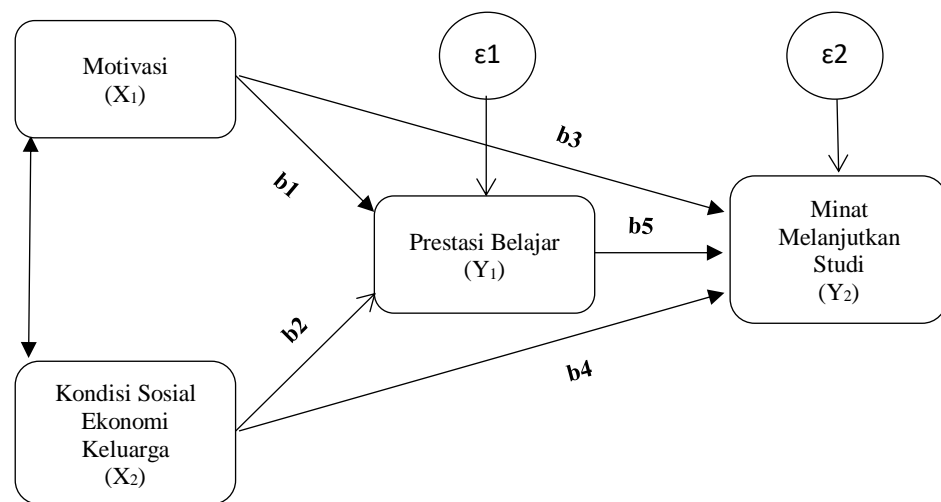 Motivasi
(X₁)
ε1
ε2
b3
b1
Prestasi Belajar
(Y₁)
b5
Minat
Melanjutkan
Studi
(Y₂)
b2
b4
Kondisi Sosial
Ekonomi
Keluarga
(X₂)